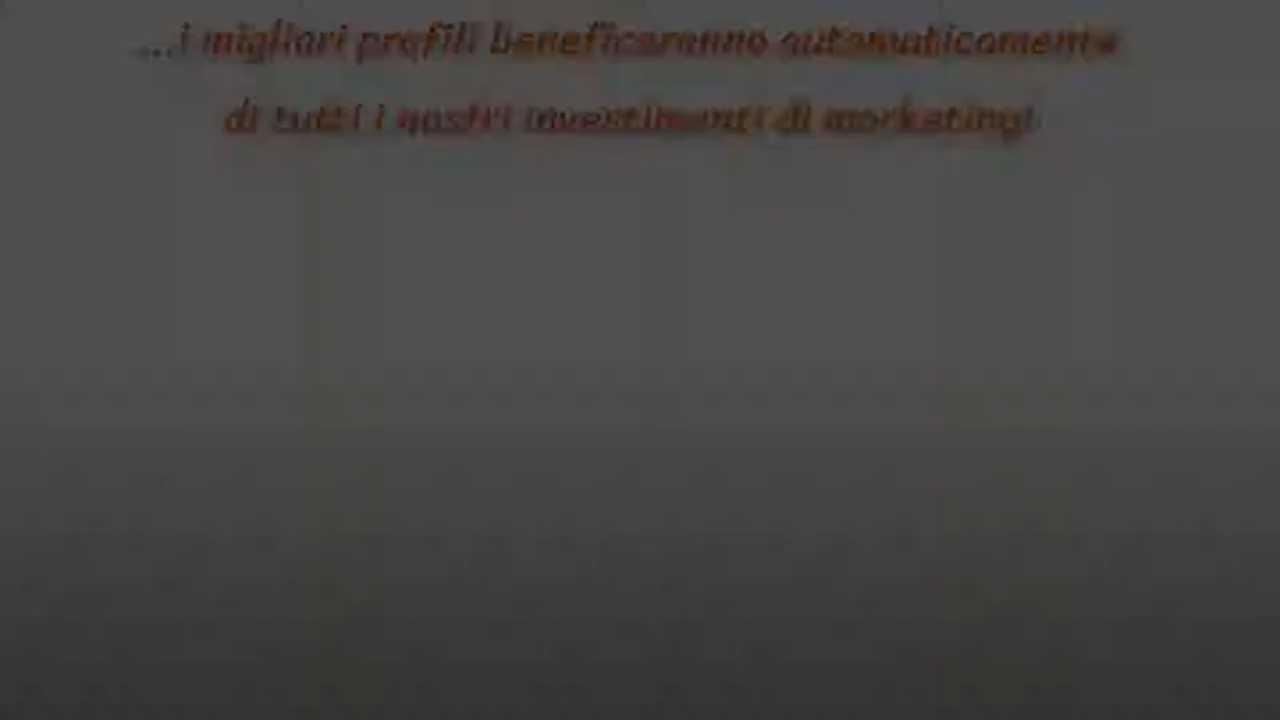 ...i migliori profili beneficeranno automaticamente
di tutti i nostri investimenti di marketing!